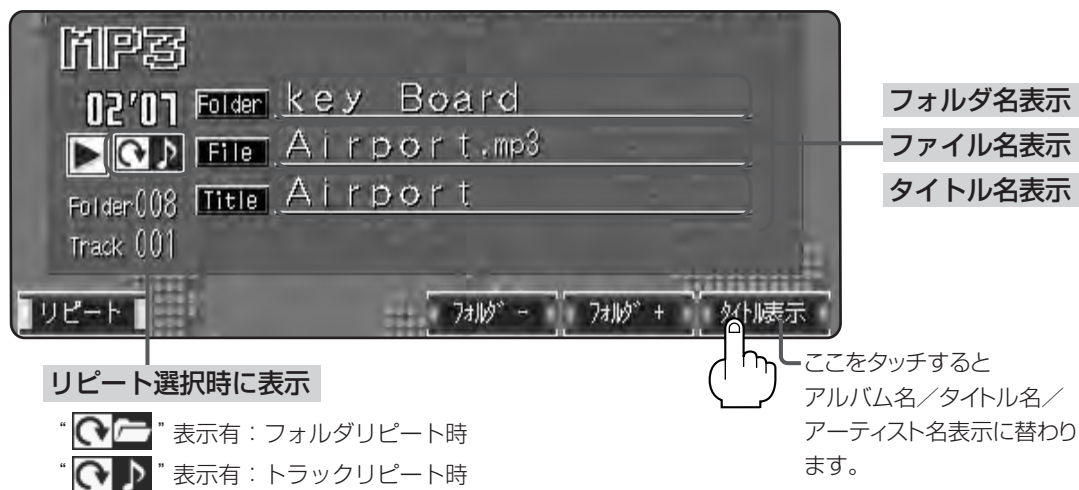 MP3
02'07
Folder key Board
File Airport.mp3
Title Airport
Folder 008
Track 001
リピート
フォルダ −
フォルダ +
タイトル表示
フォルダ名表示
ファイル名表示
タイトル名表示
リピート選択時に表示
“ ”表示有：フォルダリピート時
“ ”表示有：トラックリピート時
ここをタッチすると
アルバム名／タイトル名／
アーティスト名表示に替わり
ます。